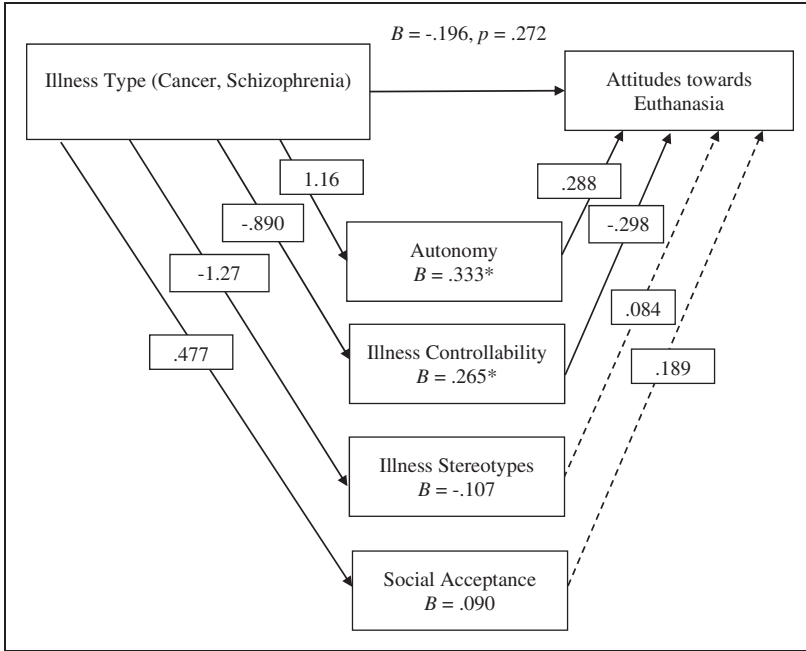 B = -.196, p = .272
Illness Type (Cancer, Schizophrenia)
Attitudes towards
Euthanasia
1.16
.288
-.890
-.298
Autonomy
B = .333*
-1.27
.084
Illness Controllability
B = .265*
.477
.189
Illness Stereotypes
B = -.107
Social Acceptance
B = .090